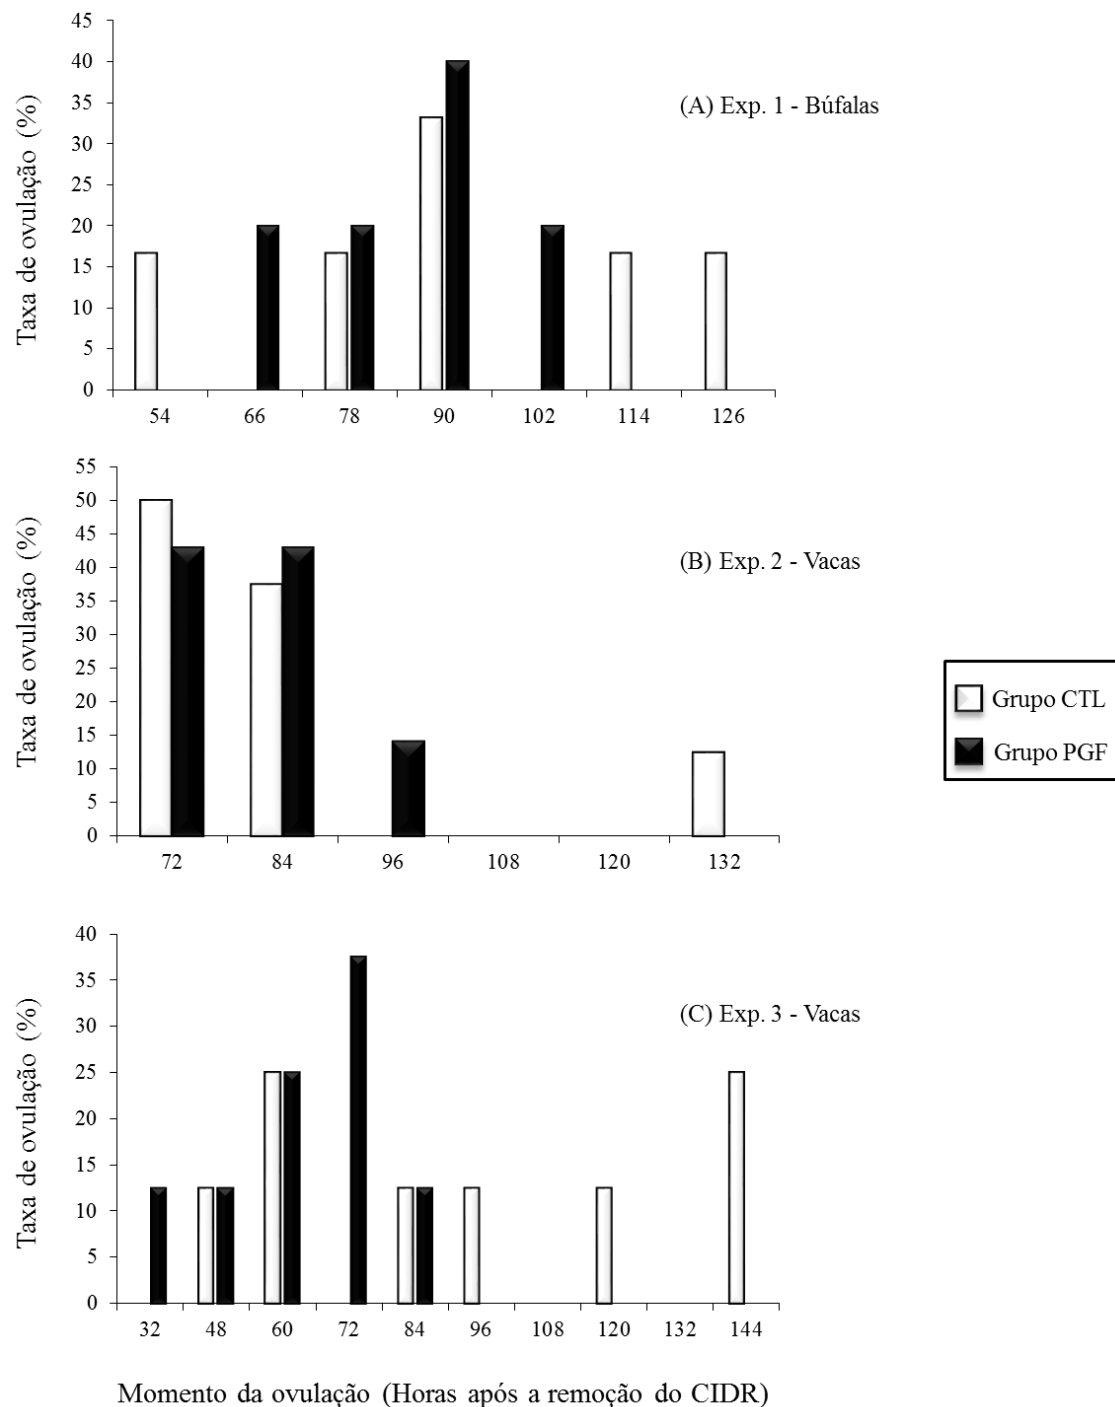 45
40
35
30
25
20
15
10
5
0
Taxa de ovulação (%)
(A) Exp. 1 - Búfalas
54 66 78 90 102 114 126
55
50
45
40
35
30
25
20
15
10
5
0
Taxa de ovulação (%)
(B) Exp. 2 - Vacas
72 84 96 108 120 132
Grupo CTL
Grupo PGF
40
35
30
25
20
15
10
5
0
Taxa de ovulação (%)
(C) Exp. 3 - Vacas
32 48 60 72 84 96 108 120 132 144
Momento da ovulação (Horas após a remoção do CIDR)